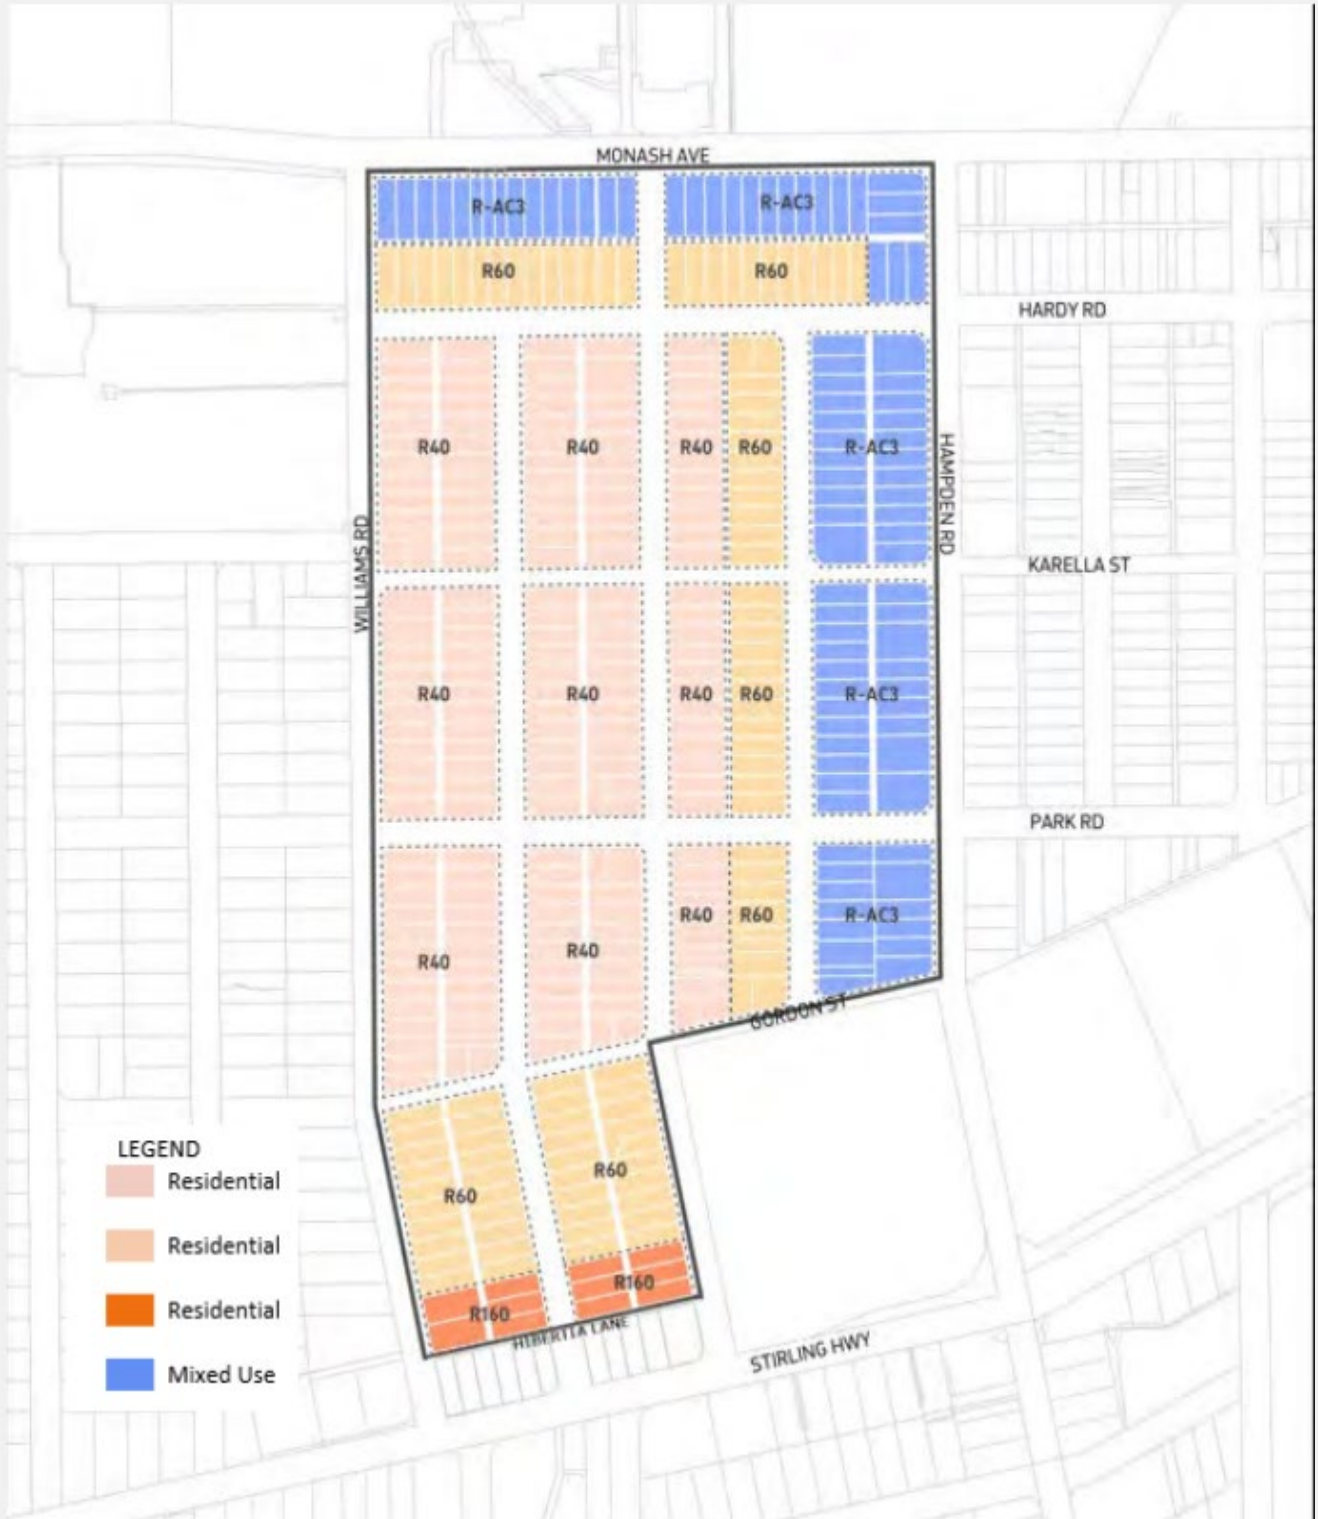 MONASH AVE
R-AC3
R-AC3
R60
R60
HARDY RD
R40
R40
R40
R60
R-AC3
HAMPDEN RD
WILLIAMS RD
KARELLA ST
R40
R40
R40
R60
R-AC3
PARK RD
R40
R60
R-AC3
R40
R40
GORDON ST
R60
R60
R160
R160
HIBERTIA LANE
STIRLING HWY
LEGEND
Residential
Residential
Residential
Mixed Use